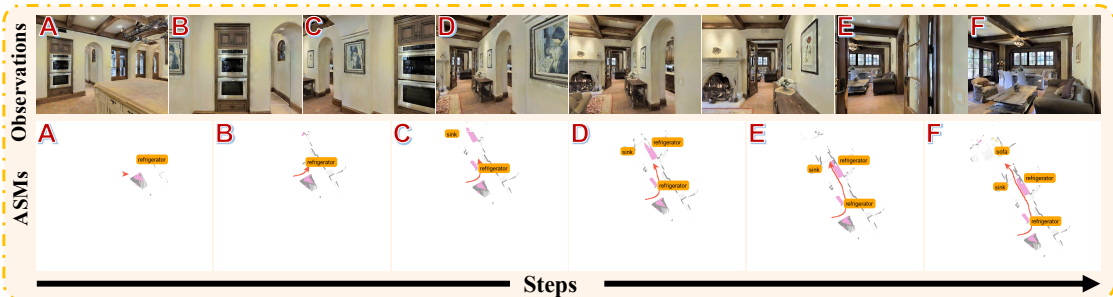 Observations
A B C D E F
ASMs
A B C D E F
refrigerator
refrigerator
sink
refrigerator
sink
refrigerator
refrigerator
refrigerator
sink
refrigerator
sofa
refrigerator
sink
refrigerator
Steps